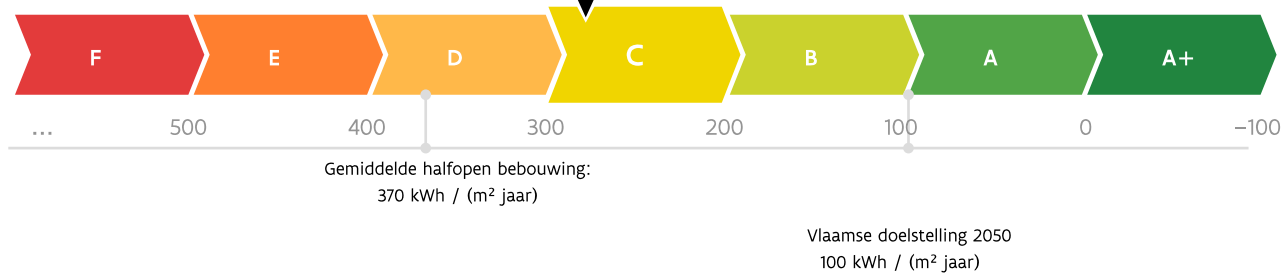 F E D C B A A+
... 500 400 300 200 100 0 −100
Gemiddelde halfopen bebouwing:
370 kWh / (m² jaar)
Vlaamse doelstelling 2050
100 kWh / (m² jaar)